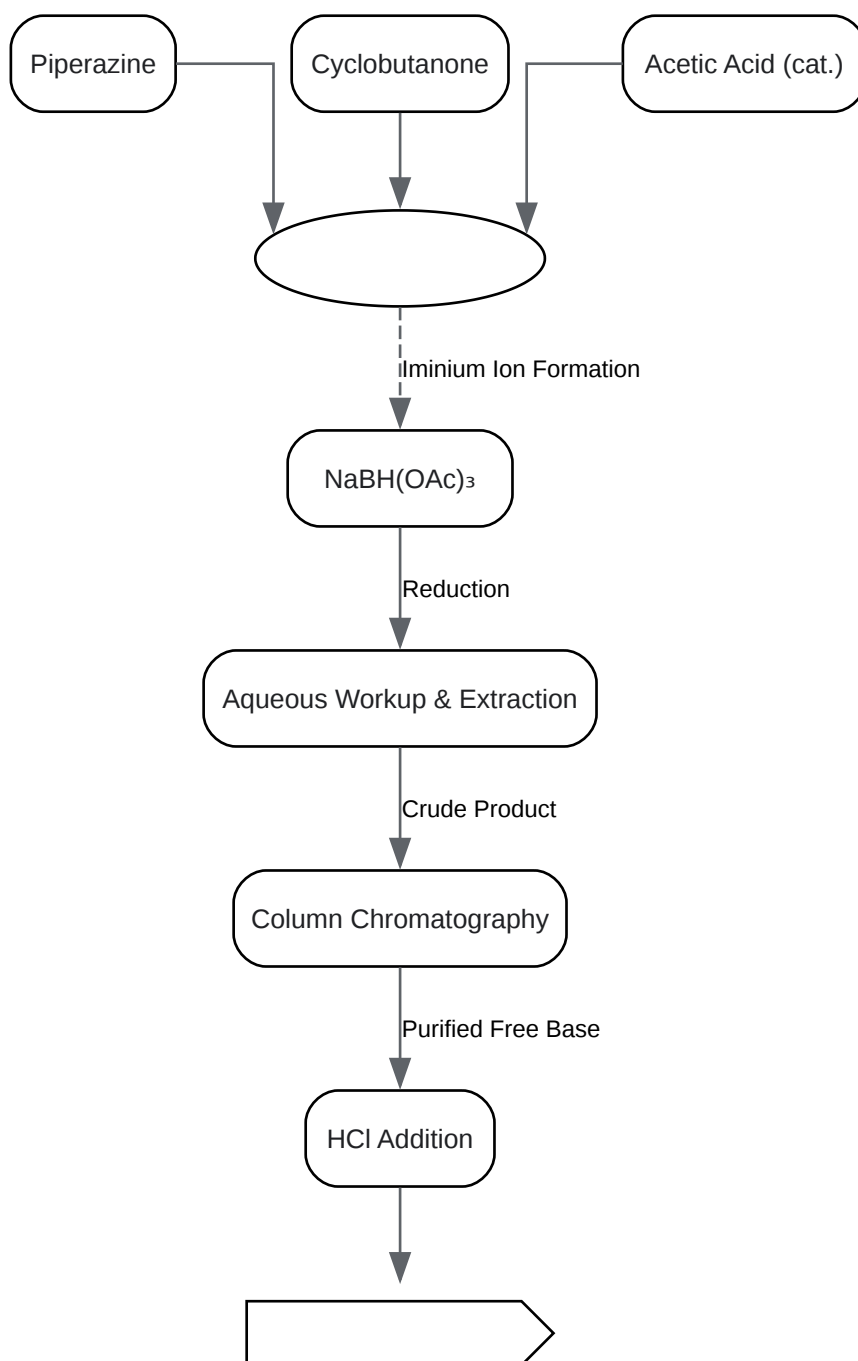 Piperazine
Cyclobutanone
Acetic Acid (cat.)
Iminium Ion Formation
NaBH(OAc)₃
Reduction
Aqueous Workup & Extraction
Crude Product
Column Chromatography
Purified Free Base
HCl Addition